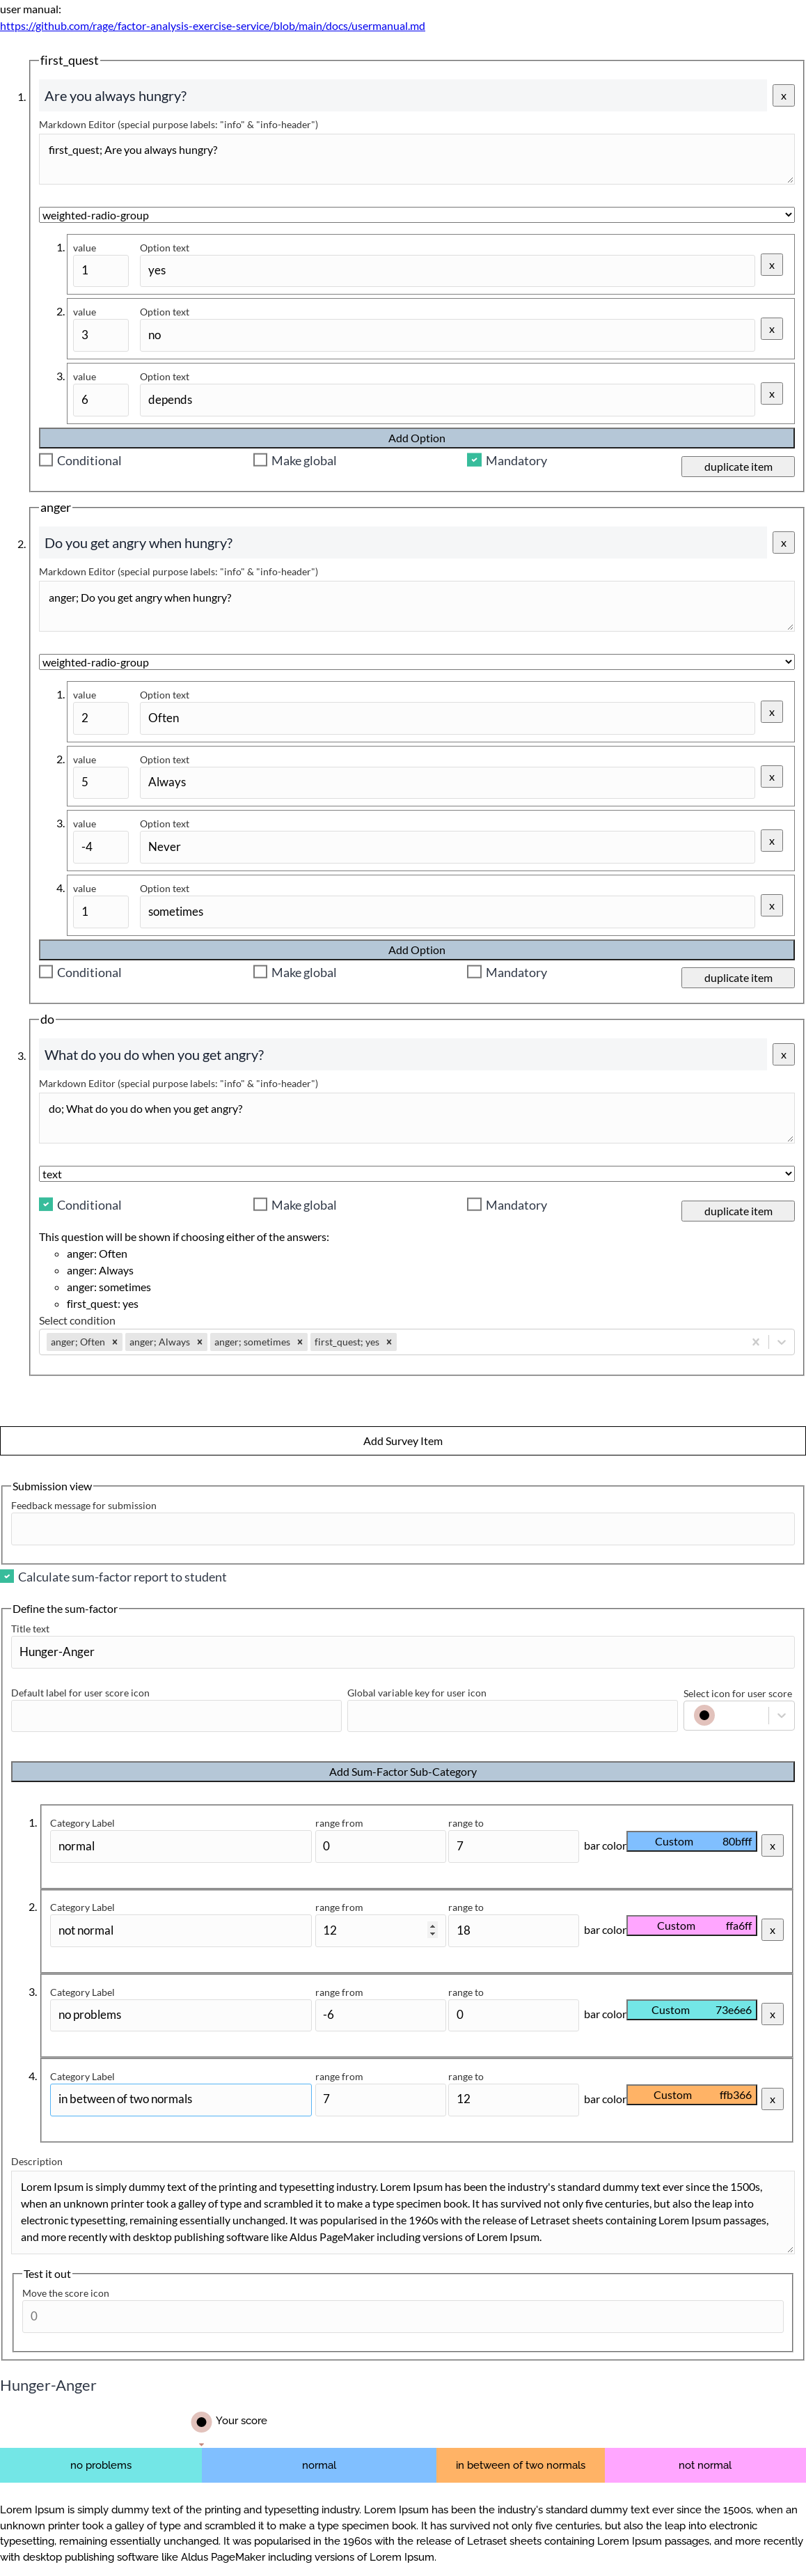 user manual:
https://github.com/rage/factor-analysis-exercise-service/blob/main/docs/usermanual.md
first_quest
1.
Are you always hungry?
x
Markdown Editor (special purpose labels: "info" & "info-header")
first_quest; Are you always hungry?
weighted-radio-group
1. value Option text
1 yes x
2. value Option text
3 no x
3. value Option text
6 depends x
Add Option
Conditional Make global Mandatory duplicate item
anger
2.
Do you get angry when hungry?
x
Markdown Editor (special purpose labels: "info" & "info-header")
anger; Do you get angry when hungry?
weighted-radio-group
1. value Option text
2 Often x
2. value Option text
5 Always x
3. value Option text
-4 Never x
4. value Option text
1 sometimes x
Add Option
Conditional Make global Mandatory duplicate item
do
3.
What do you do when you get angry?
x
Markdown Editor (special purpose labels: "info" & "info-header")
do; What do you do when you get angry?
text
Conditional Make global Mandatory duplicate item
This question will be shown if choosing either of the answers:
anger: Often
anger: Always
anger: sometimes
first_quest: yes
Select condition
anger; Often anger; Always anger; sometimes first_quest; yes
Add Survey Item
Submission view
Feedback message for submission
Calculate sum-factor report to student
Define the sum-factor
Title text
Hunger-Anger
Default label for user score icon Global variable key for user icon Select icon for user score
Add Sum-Factor Sub-Category
1. Category Label range from range to
normal 0 7 bar color Custom 80bfff x
2. Category Label range from range to
not normal 12 18 bar color Custom ffa6ff x
3. Category Label range from range to
no problems -6 0 bar color Custom 73e6e6 x
4. Category Label range from range to
in between of two normals 7 12 bar color Custom ffb366 x
Description
Lorem Ipsum is simply dummy text of the printing and typesetting industry. Lorem Ipsum has been the industry's standard dummy text ever since the 1500s,
when an unknown printer took a galley of type and scrambled it to make a type specimen book. It has survived not only five centuries, but also the leap into
electronic typesetting, remaining essentially unchanged. It was popularised in the 1960s with the release of Letraset sheets containing Lorem Ipsum passages,
and more recently with desktop publishing software like Aldus PageMaker including versions of Lorem Ipsum.
Test it out
Move the score icon
0
Hunger-Anger
Your score
no problems normal in between of two normals not normal
Lorem Ipsum is simply dummy text of the printing and typesetting industry. Lorem Ipsum has been the industry's standard dummy text ever since the 1500s, when an
unknown printer took a galley of type and scrambled it to make a type specimen book. It has survived not only five centuries, but also the leap into electronic
typesetting, remaining essentially unchanged. It was popularised in the 1960s with the release of Letraset sheets containing Lorem Ipsum passages, and more recently
with desktop publishing software like Aldus PageMaker including versions of Lorem Ipsum.